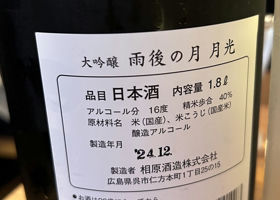 大吟醸 雨後の月 月光
品目 日本酒 内容量 1.8ℓ
アルコール分 16度 精米歩合 40%
原材料名 米(国産)、米こうじ(国産米)
醸造アルコール
製造年月 '24.12.
製造者 相原酒造株式会社
広島県呉市仁方本町1丁目25の15